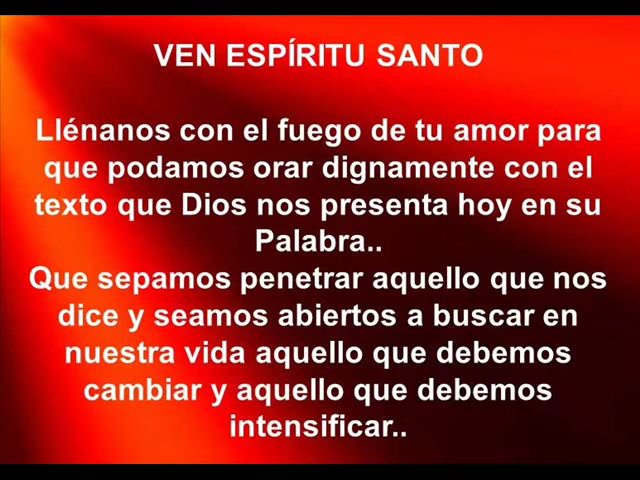 VEN ESPÍRITU SANTO
Llénanos con el fuego de tu amor para
que podamos orar dignamente con el
texto que Dios nos presenta hoy en su
Palabra..
Que sepamos penetrar aquello que nos
dice y seamos abiertos a buscar en
nuestra vida aquello que debemos
cambiar y aquello que debemos
intensificar..